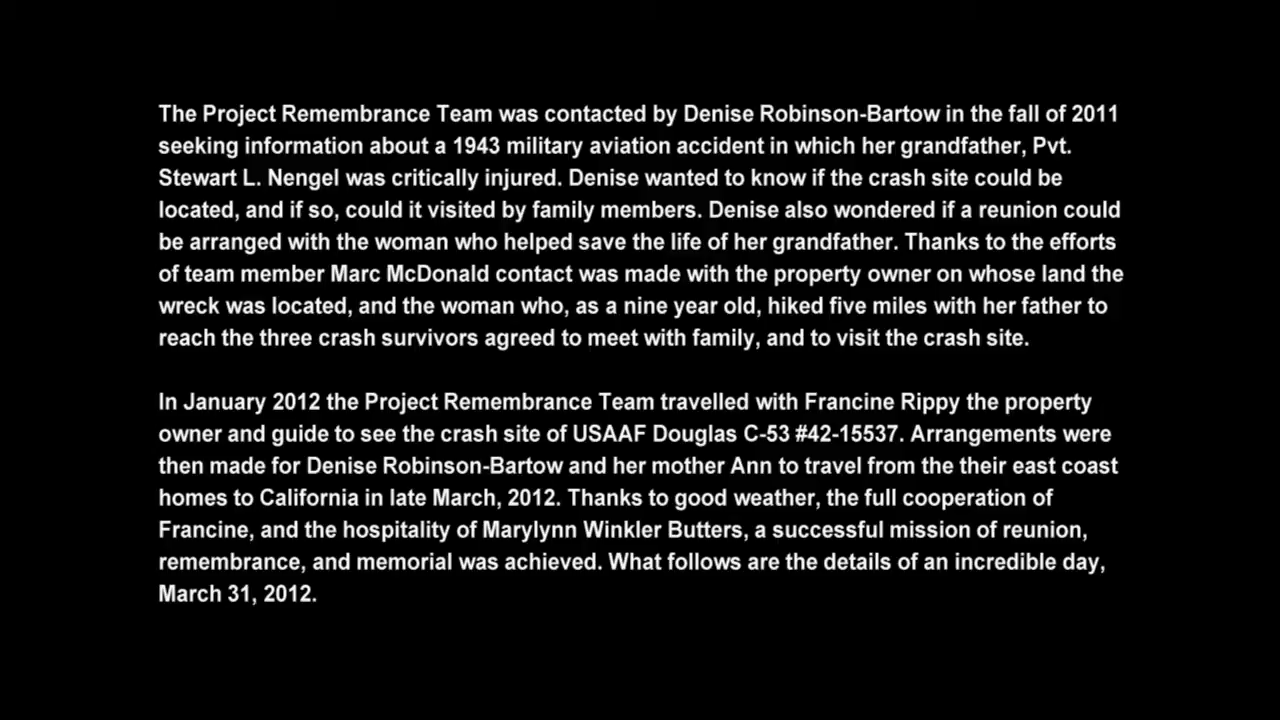 The Project Remembrance Team was contacted by Denise Robinson-Bartow in the fall of 2011
seeking information about a 1943 military aviation accident in which her grandfather, Pvt.
Stewart L. Nengel was critically injured. Denise wanted to know if the crash site could be
located, and if so, could it visited by family members. Denise also wondered if a reunion could
be arranged with the woman who helped save the life of her grandfather. Thanks to the efforts
of team member Marc McDonald contact was made with the property owner on whose land the
wreck was located, and the woman who, as a nine year old, hiked five miles with her father to
reach the three crash survivors agreed to meet with family, and to visit the crash site.
In January 2012 the Project Remembrance Team travelled with Francine Rippy the property
owner and guide to see the crash site of USAAF Douglas C-53 #42-15537. Arrangements were
then made for Denise Robinson-Bartow and her mother Ann to travel from the their east coast
homes to California in late March, 2012. Thanks to good weather, the full cooperation of
Francine, and the hospitality of Marylynn Winkler Butters, a successful mission of reunion,
remembrance, and memorial was achieved. What follows are the details of an incredible day,
March 31, 2012.